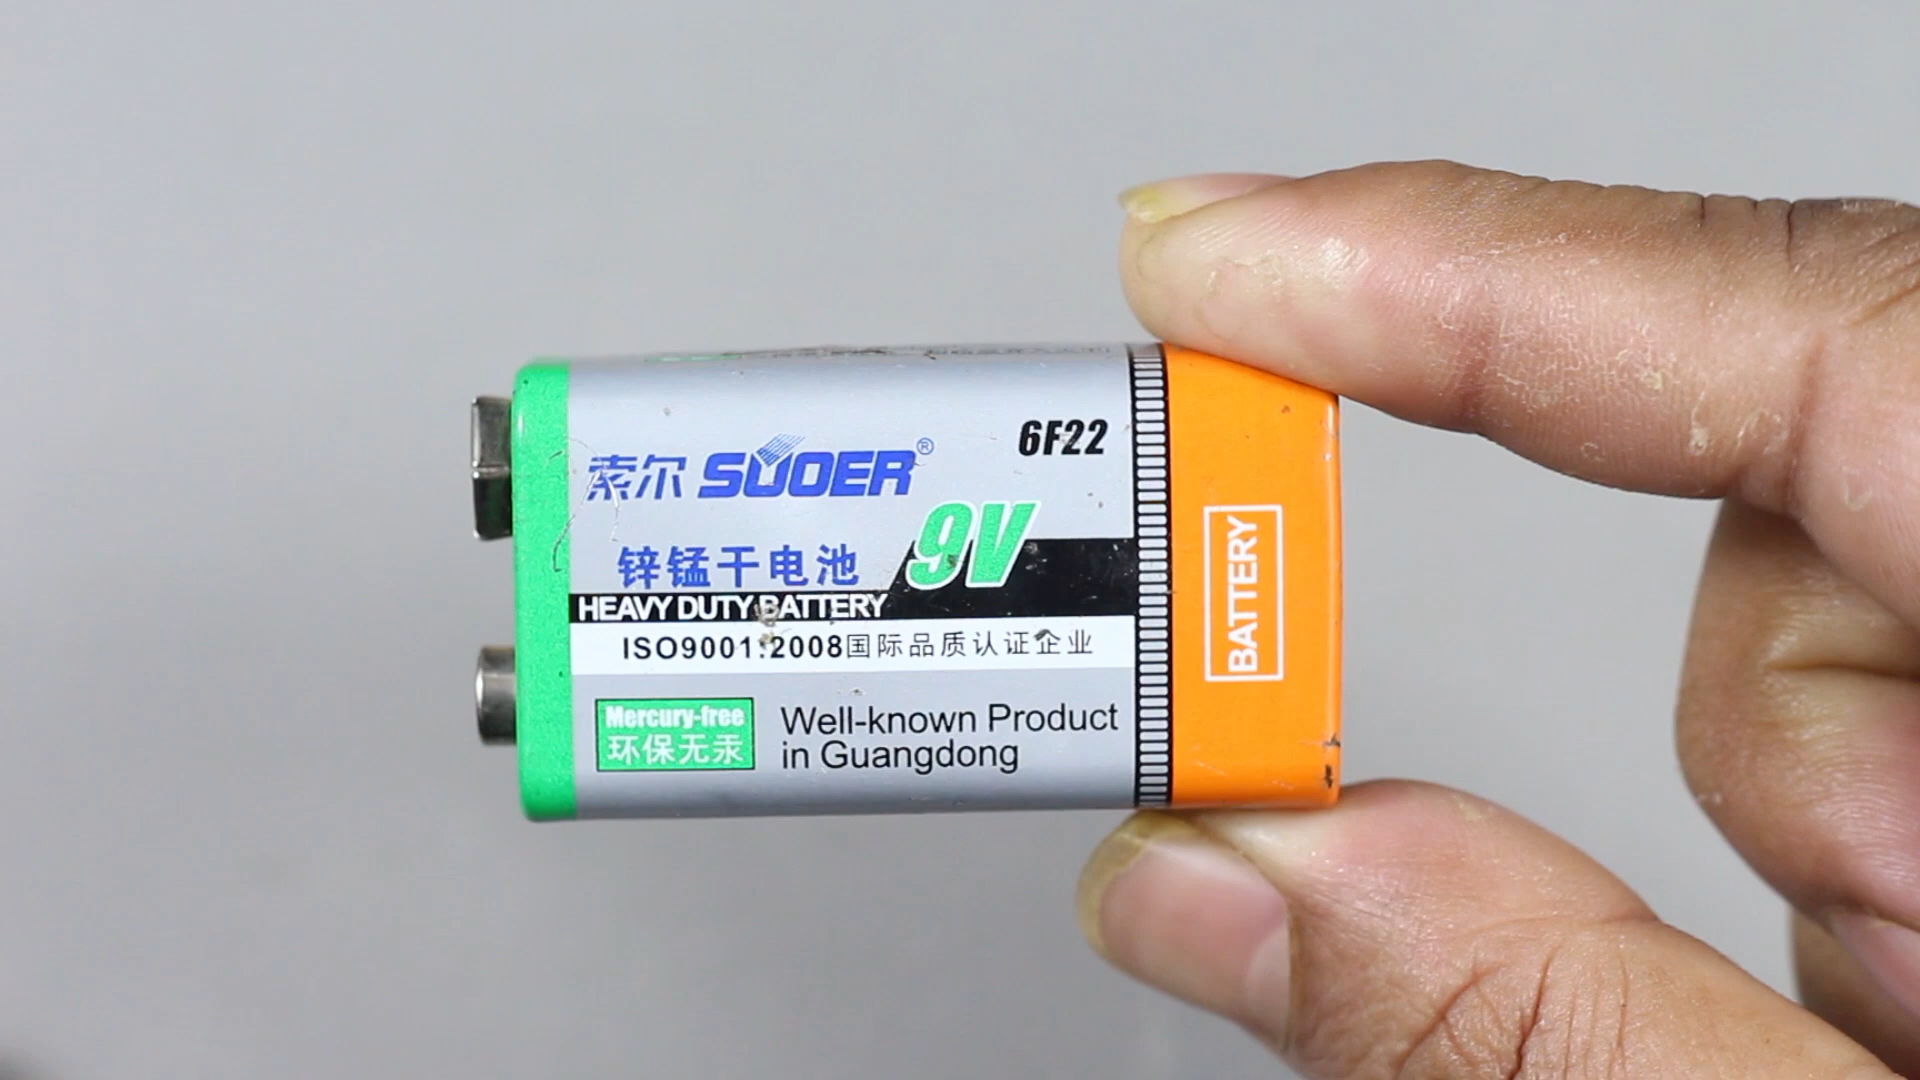 6F22
索尔 SUOER®
9V
锌锰干电池
HEAVY DUTY BATTERY
ISO9001:2008国际品质认证企业
Mercury-free
环保无汞
Well-known Product
in Guangdong
BATTERY